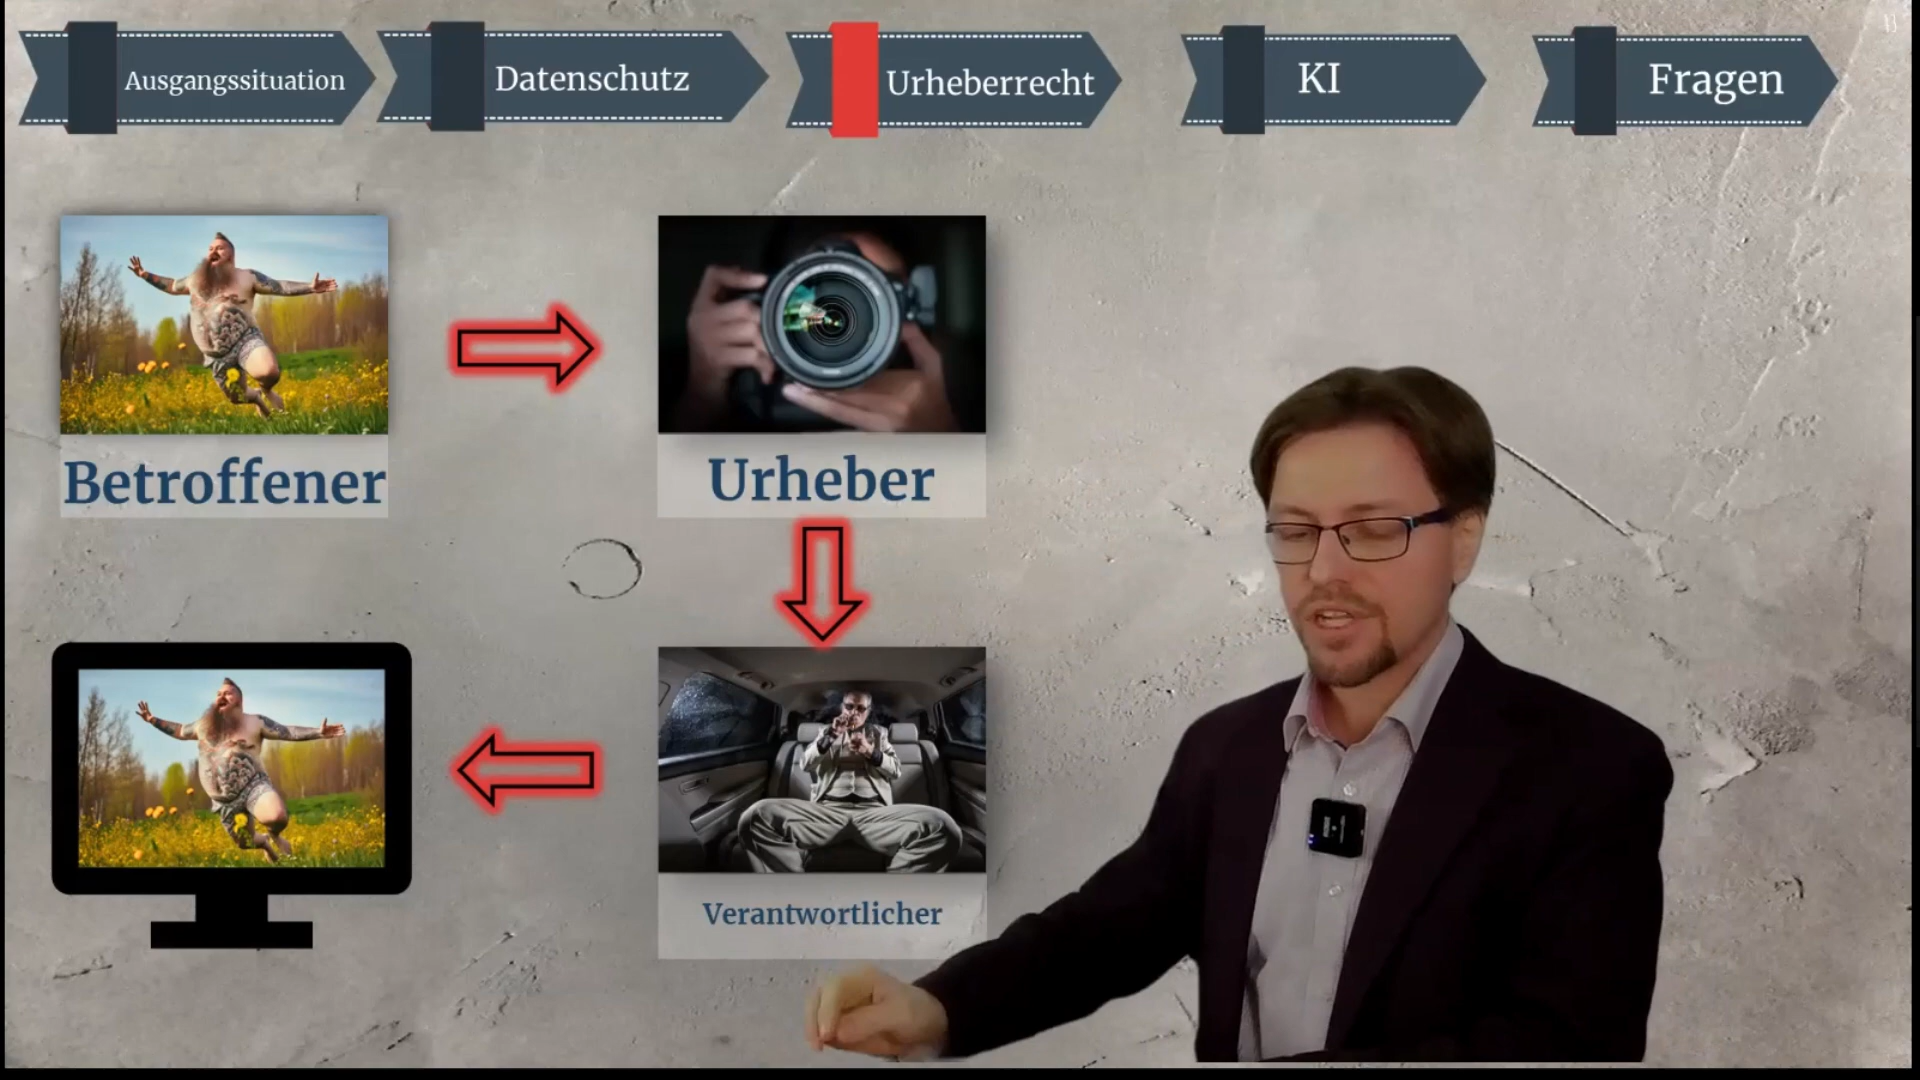 Ausgangssituation
Datenschutz
Urheberrecht
KI
Fragen
Betroffener
Urheber
Verantwortlicher